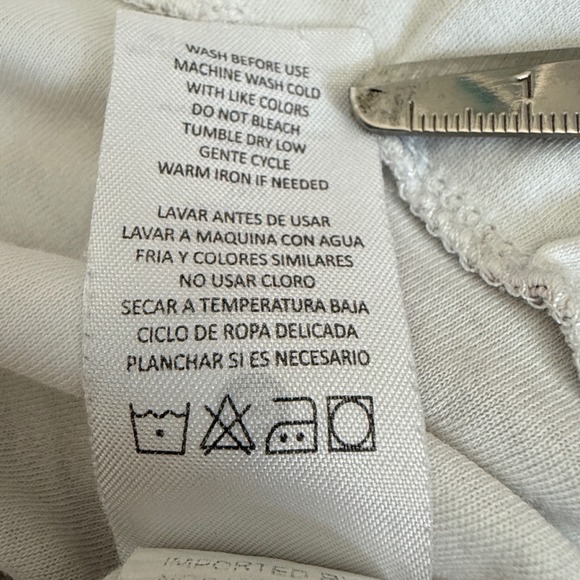 WASH BEFORE USE
MACHINE WASH COLD
WITH LIKE COLORS
DO NOT BLEACH
TUMBLE DRY LOW
GENTE CYCLE
WARM IRON IF NEEDED
LAVAR ANTES DE USAR
LAVAR A MAQUINA CON AGUA
FRIA Y COLORES SIMILARES
NO USAR CLORO
SECAR A TEMPERATURA BAJA
CICLO DE ROPA DELICADA
PLANCHAR SI ES NECESARIO
1
IMPORTED